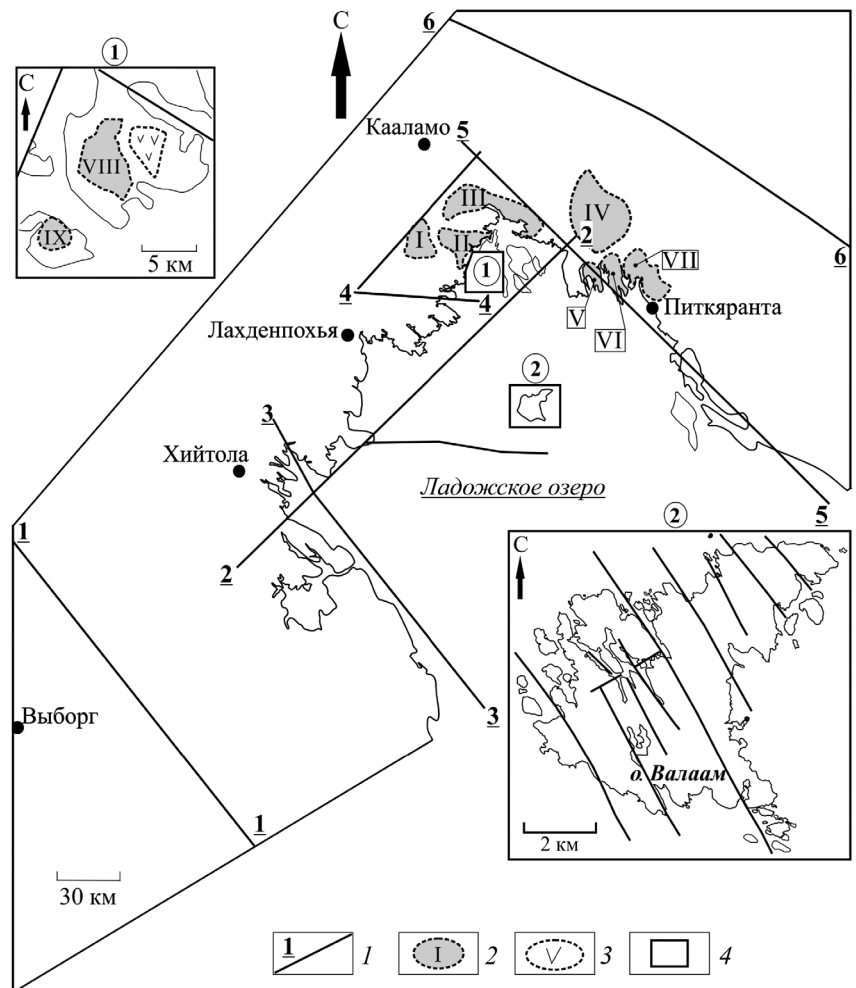 1
С
VIII
V V
V
IX
5 км
С
6
Кааламо
5
III
IV
I
II
2
1
VII
6
4
4
V
VI
Питкяранта
Лахденпохья
2
3
Хийтола
Ладожское озеро
1
2
5
2
С
Выборг
3
о. Валаам
2 км
1
30 км
1 1
I 2
V 3
4